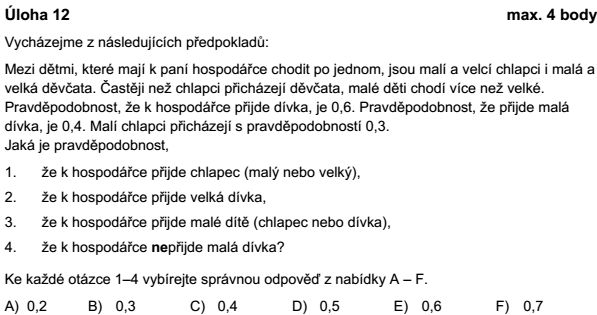 Úloha 12 max. 4 body
Vycházejme z následujících předpokladů:
Mezi dětmi, které mají k paní hospodářce chodit po jednom, jsou malí a velcí chlapci i malá a
velká děvčata. Častěji než chlapci přicházejí děvčata, malé děti chodí více než velké.
Pravděpodobnost, že k hospodářce přijde dívka, je 0,6. Pravděpodobnost, že přijde malá
dívka, je 0,4. Malí chlapci přicházejí s pravděpodobností 0,3.
Jaká je pravděpodobnost,
1. že k hospodářce přijde chlapec (malý nebo velký),
2. že k hospodářce přijde velká dívka,
3. že k hospodářce přijde malé dítě (chlapec nebo dívka),
4. že k hospodářce nepřijde malá dívka?
Ke každé otázce 1–4 vybírejte správnou odpověď z nabídky A – F.
A) 0,2 B) 0,3 C) 0,4 D) 0,5 E) 0,6 F) 0,7